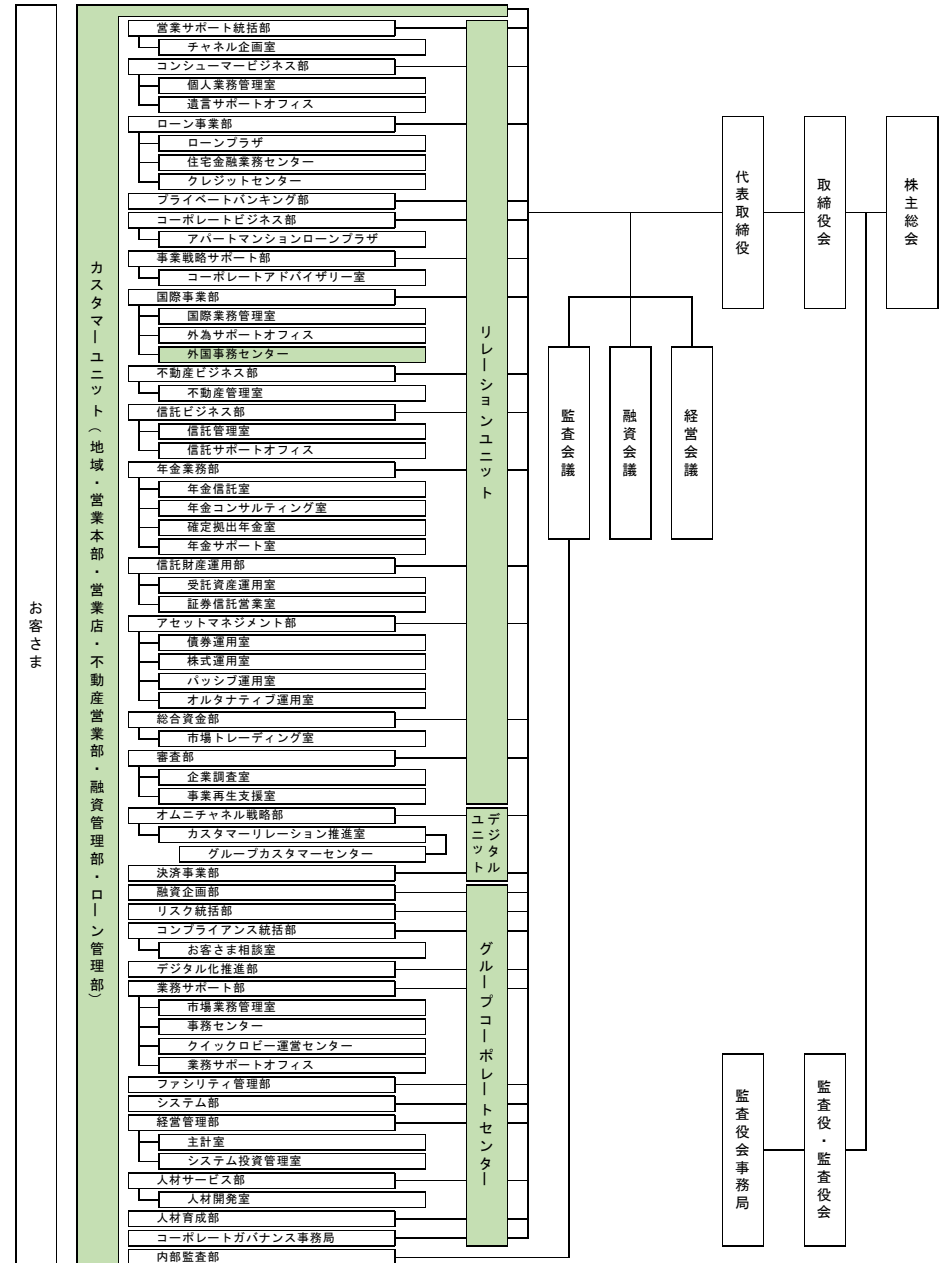 お客さま
カスタマーユニット（地域・営業本部・営業店・不動産営業部・融資管理部・ローン管理部）
営業サポート統括部
チャネル企画室
コンシューマービジネス部
個人業務管理室
遺言サポートオフィス
ローン事業部
ローンプラザ
住宅金融業務センター
クレジットセンター
プライベートバンキング部
コーポレートビジネス部
アパートマンションローンプラザ
事業戦略サポート部
コーポレートアドバイザリー室
国際事業部
国際業務管理室
外為サポートオフィス
外国事務センター
不動産ビジネス部
不動産管理室
信託ビジネス部
信託管理室
信託サポートオフィス
年金業務部
年金信託室
年金コンサルティング室
確定拠出年金室
年金サポート室
信託財産運用部
受託資産運用室
証券信託営業室
アセットマネジメント部
債券運用室
株式運用室
パッシブ運用室
オルタナティブ運用室
総合資金部
市場トレーディング室
審査部
企業調査室
事業再生支援室
オムニチャネル戦略部
カスタマーリレーション推進室
グループカスタマーセンター
決済事業部
融資企画部
リスク統括部
コンプライアンス統括部
お客さま相談室
デジタル化推進部
業務サポート部
市場業務管理室
事務センター
クイックロビー運営センター
業務サポートオフィス
ファシリティ管理部
システム部
経営管理部
主計室
システム投資管理室
人材サービス部
人材開発室
人材育成部
コーポレートガバナンス事務局
内部監査部
リレーションユニット
デジタル
ユニット
グループコーポレートセンター
監査会議
融資会議
経営会議
代表取締役
取締役会
株主総会
監査役会事務局
監査役・監査役会